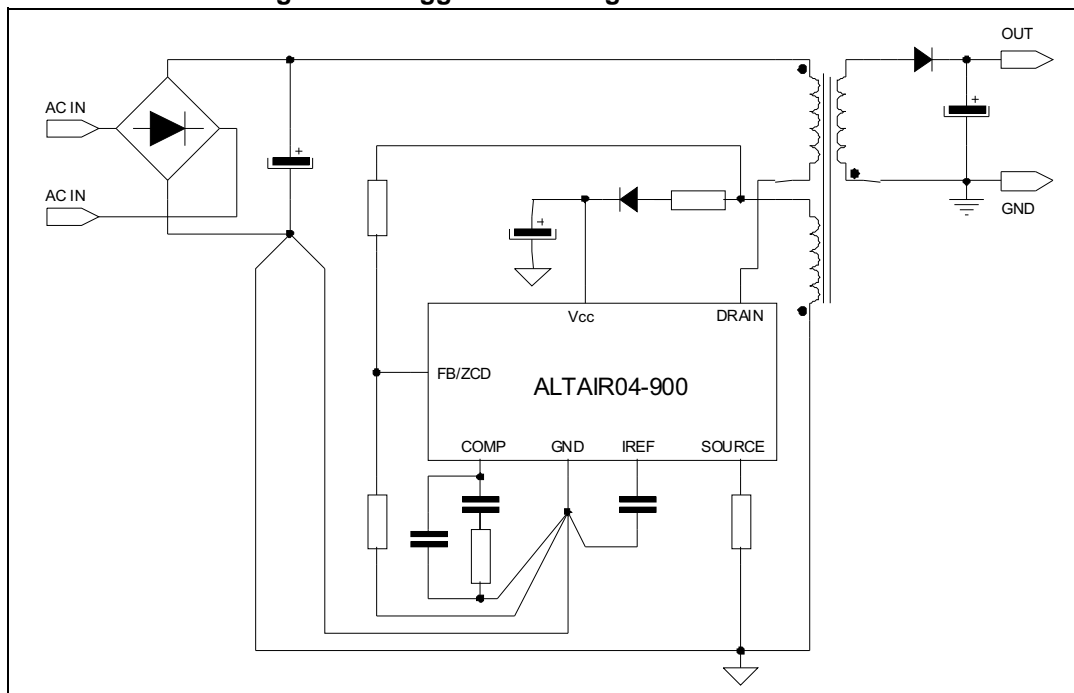 OUT
AC IN
+
+
AC IN
GND
+
Vcc
DRAIN
FB/ZCD
ALTAIR04-900
COMP
GND
IREF
SOURCE